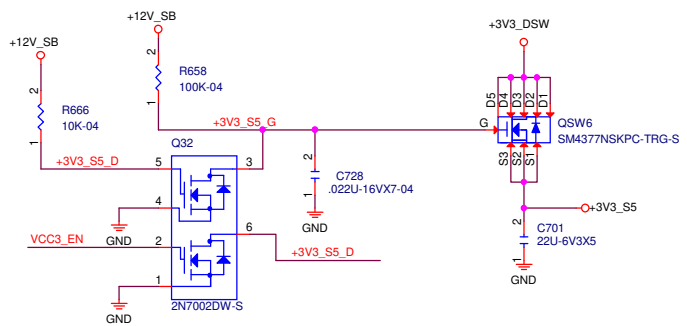 +12V_SB
+12V_SB
+3V3_DSW
2
R658
100K-04
1
2
R666
10K-04
1
D5
D4
D3
D2
D1
+3V3_S5_G
G
QSW6
SM4377NSKPC-TRG-S
S3
S2
S1
Q32
+3V3_S5_D
5
3
2
C728
.022U-16VX7-04
1
GND
4
GND
+3V3_S5
2
C701
22U-6V3X5
1
GND
VCC3_EN
2
6
+3V3_S5_D
1
GND
2N7002DW-S